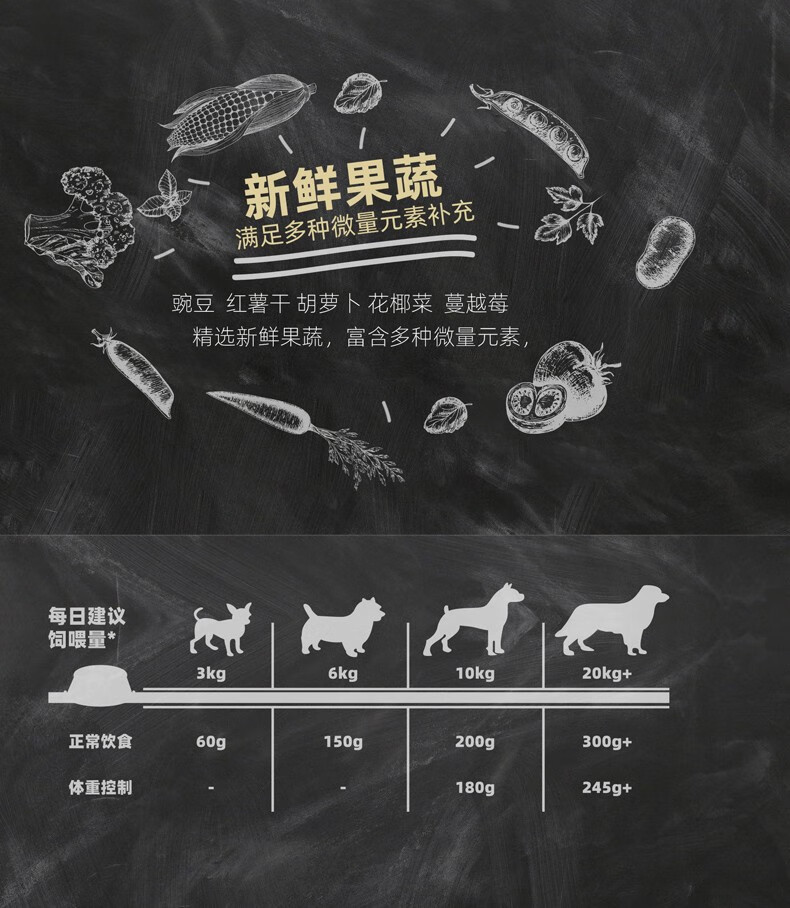 新鲜果蔬
满足多种微量元素补充
豌豆 红薯干 胡萝卜 花椰菜 蔓越莓
精选新鲜果蔬，富含多种微量元素，
每日建议
饲喂量*
3kg 6kg 10kg 20kg+
正常饮食 60g 150g 200g 300g+
体重控制 - - 180g 245g+